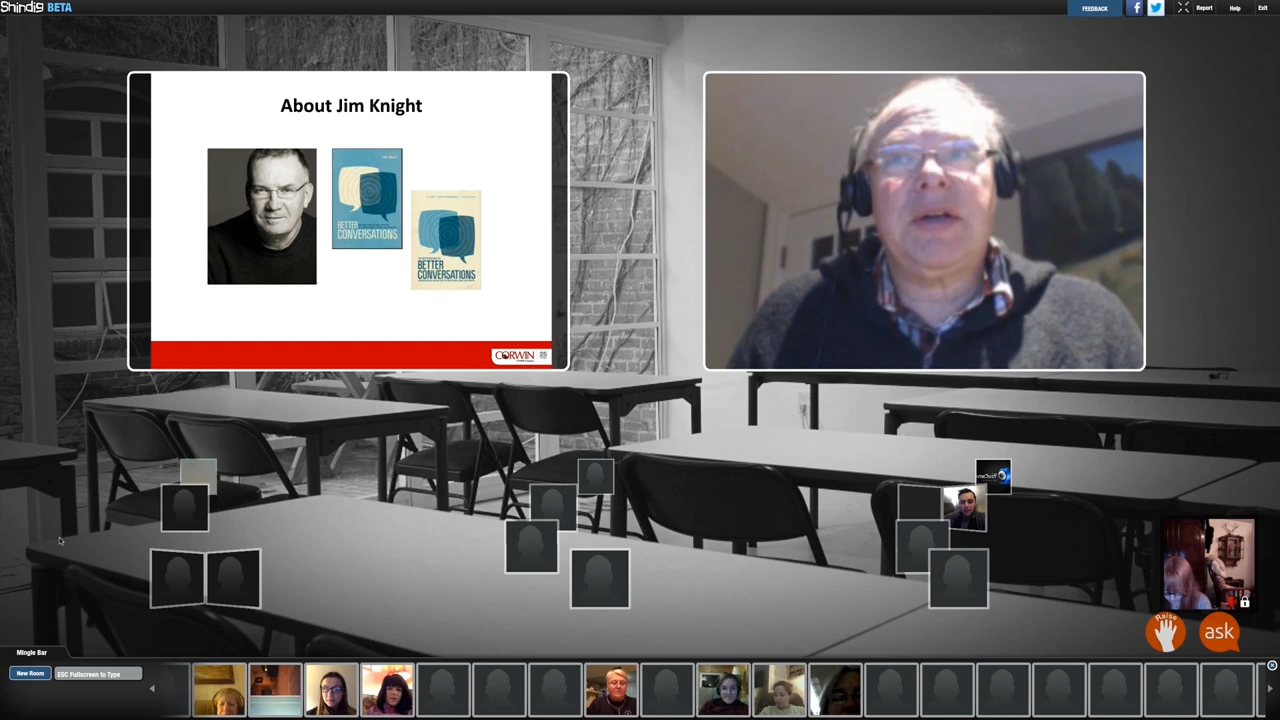 Shindig BETA
FEEDBACK
Report
Help
Exit
About Jim Knight
BETTER
CONVERSATIONS
BETTER
CONVERSATIONS
CORWIN
Raise
ask
Mingle Bar
New Room
ESC Fullscreen to Type